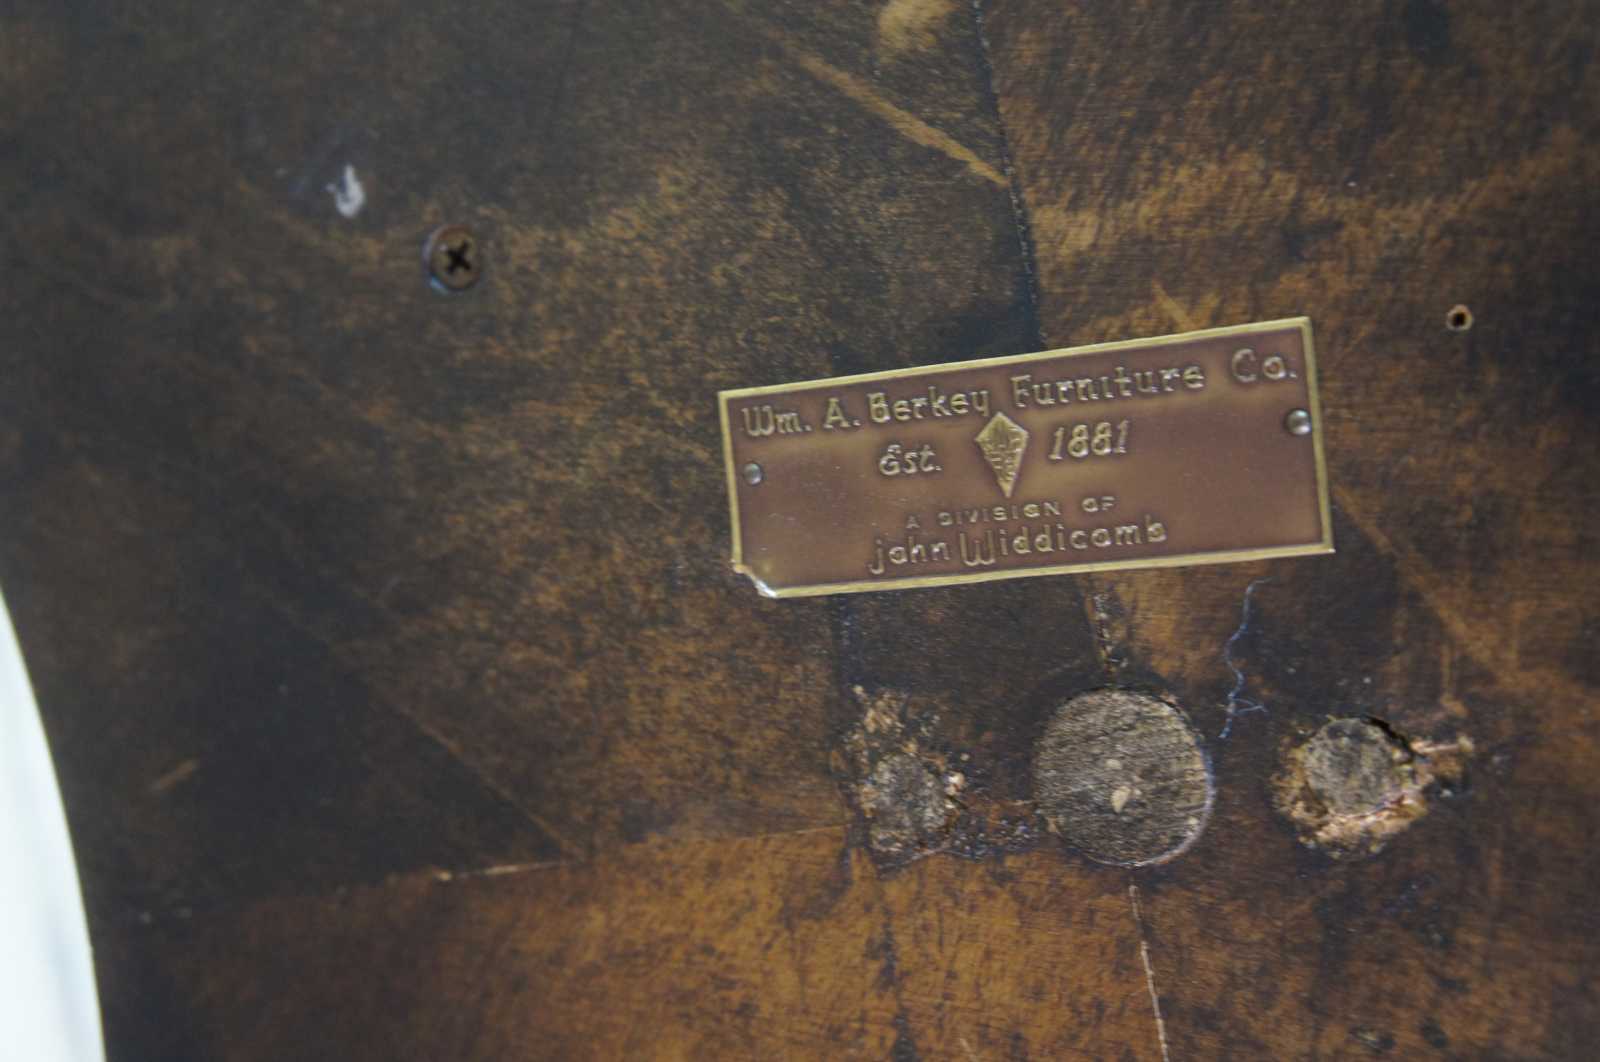 Wm. A. Berkey Furniture Co.
Est. 1881
A DIVISION OF
john Widdicomb